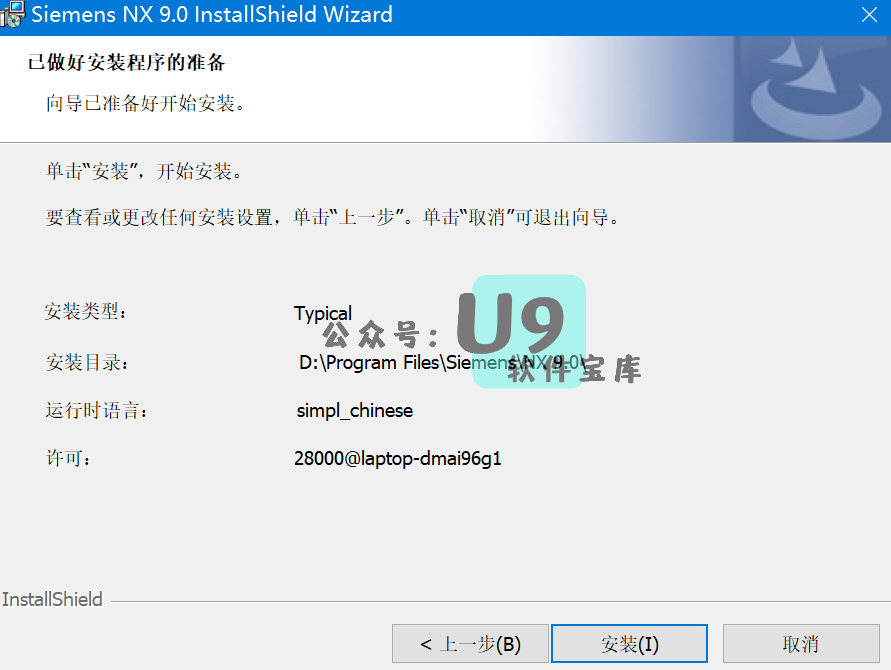 Siemens NX 9.0 InstallShield Wizard
已做好安装程序的准备
向导已准备好开始安装。
单击“安装”，开始安装。
要查看或更改任何安装设置，单击“上一步”。单击“取消”可退出向导。
安装类型: Typical
公众号: U9
软件宝库
安装目录: D:\Program Files\Siemens\NX 9.0\
运行时语言: simpl_chinese
许可: 28000@laptop-dmai96g1
InstallShield
< 上一步(B) 安装(I) 取消